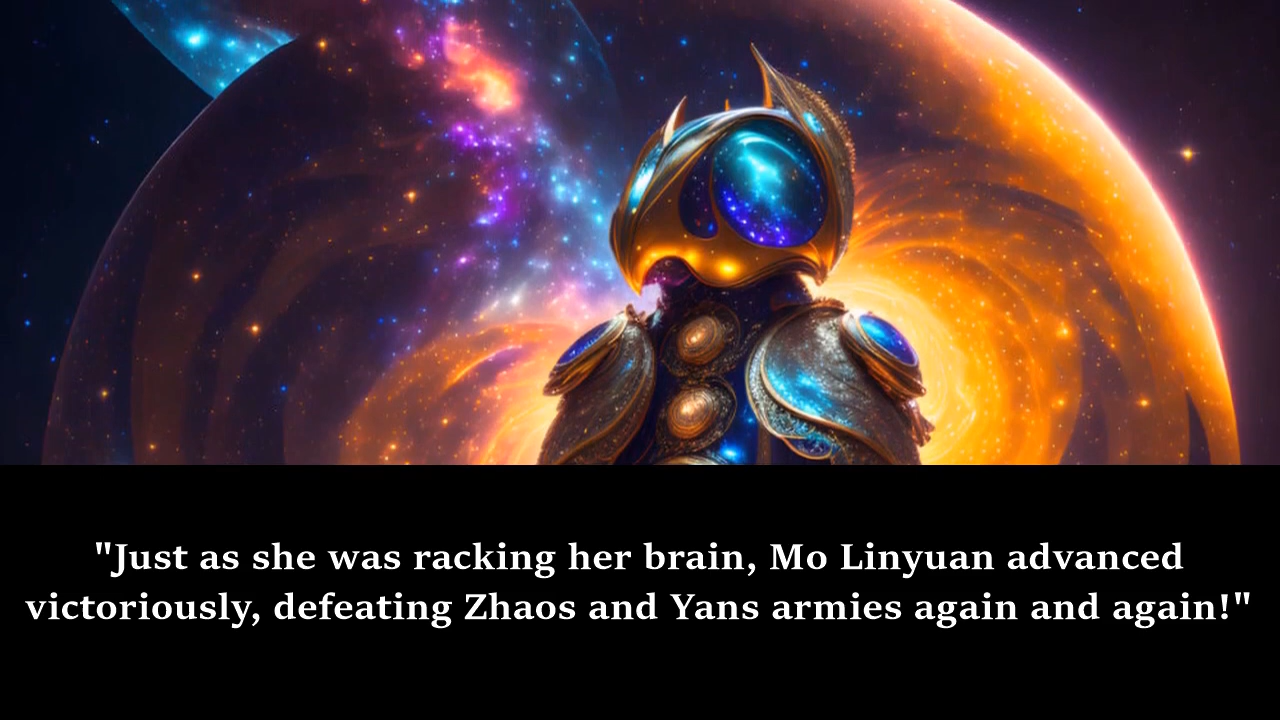 "Just as she was racking her brain, Mo Linyuan advanced
victoriously, defeating Zhaos and Yans armies again and again!"